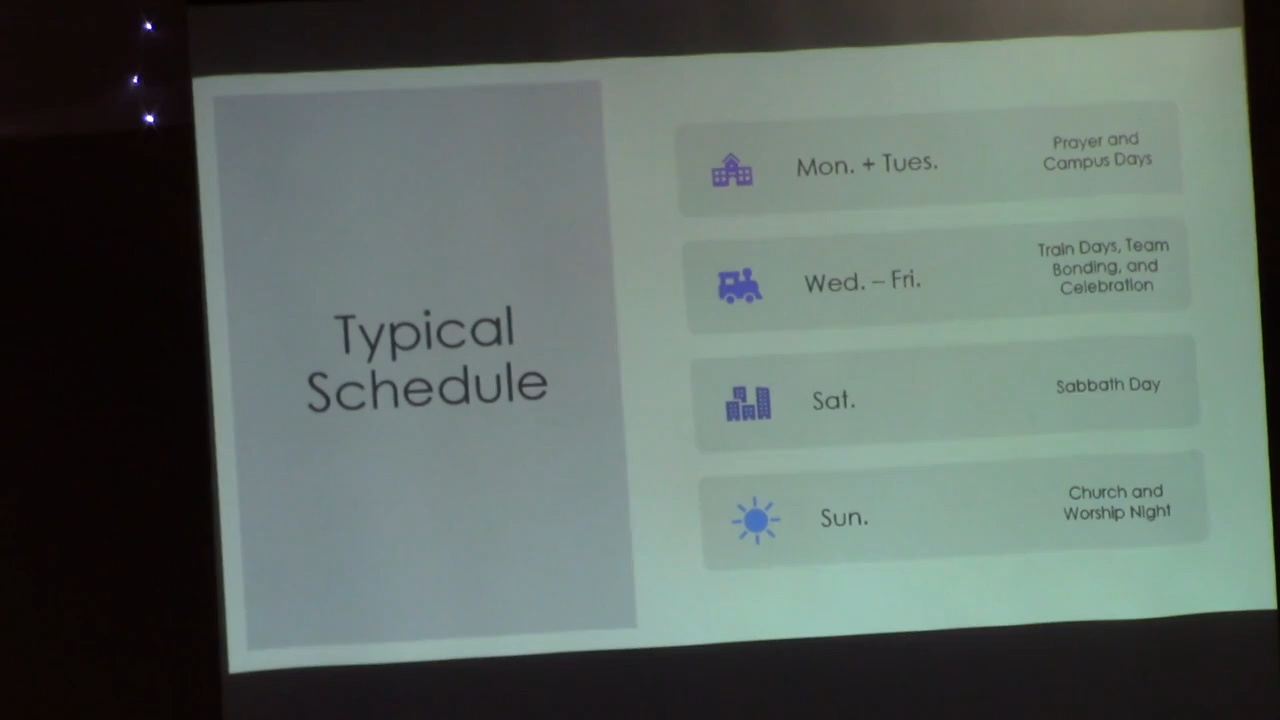 Typical
Schedule
Mon. + Tues.
Prayer and
Campus Days
Wed. – Fri.
Train Days, Team
Bonding, and
Celebration
Sat.
Sabbath Day
Sun.
Church and
Worship Night